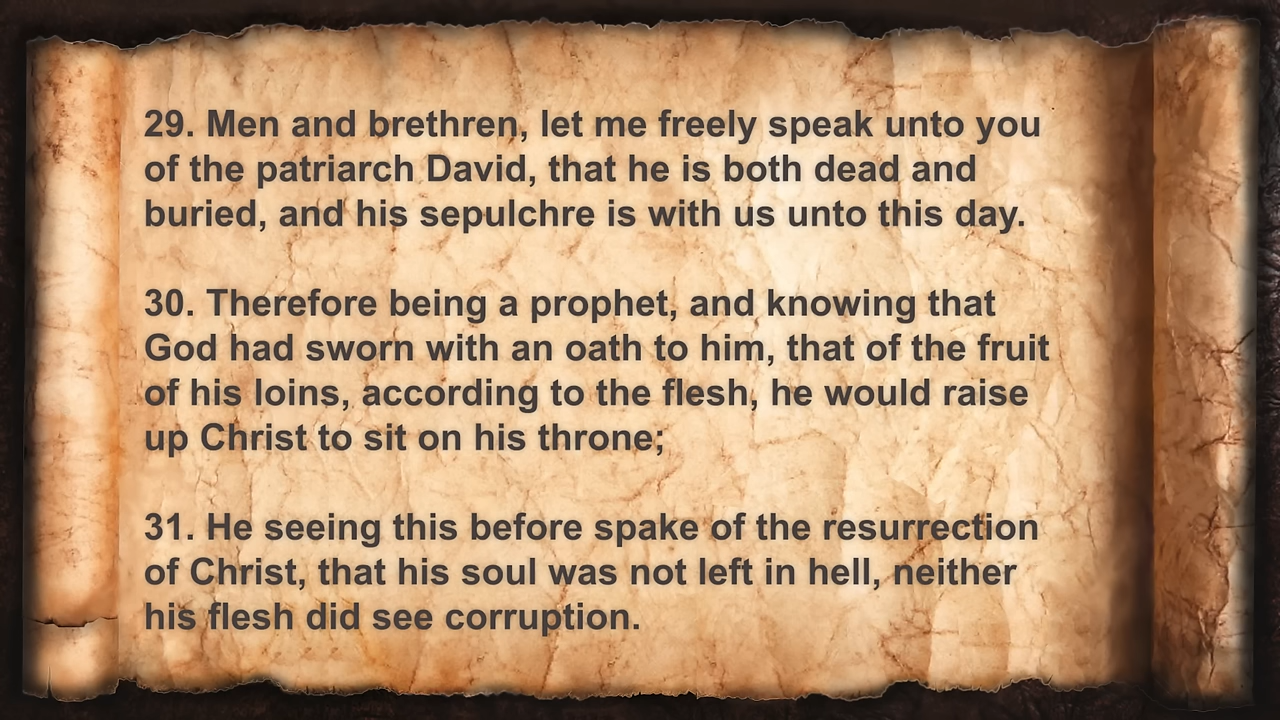 29. Men and brethren, let me freely speak unto you
of the patriarch David, that he is both dead and
buried, and his sepulchre is with us unto this day.
30. Therefore being a prophet, and knowing that
God had sworn with an oath to him, that of the fruit
of his loins, according to the flesh, he would raise
up Christ to sit on his throne;
31. He seeing this before spake of the resurrection
of Christ, that his soul was not left in hell, neither
his flesh did see corruption.